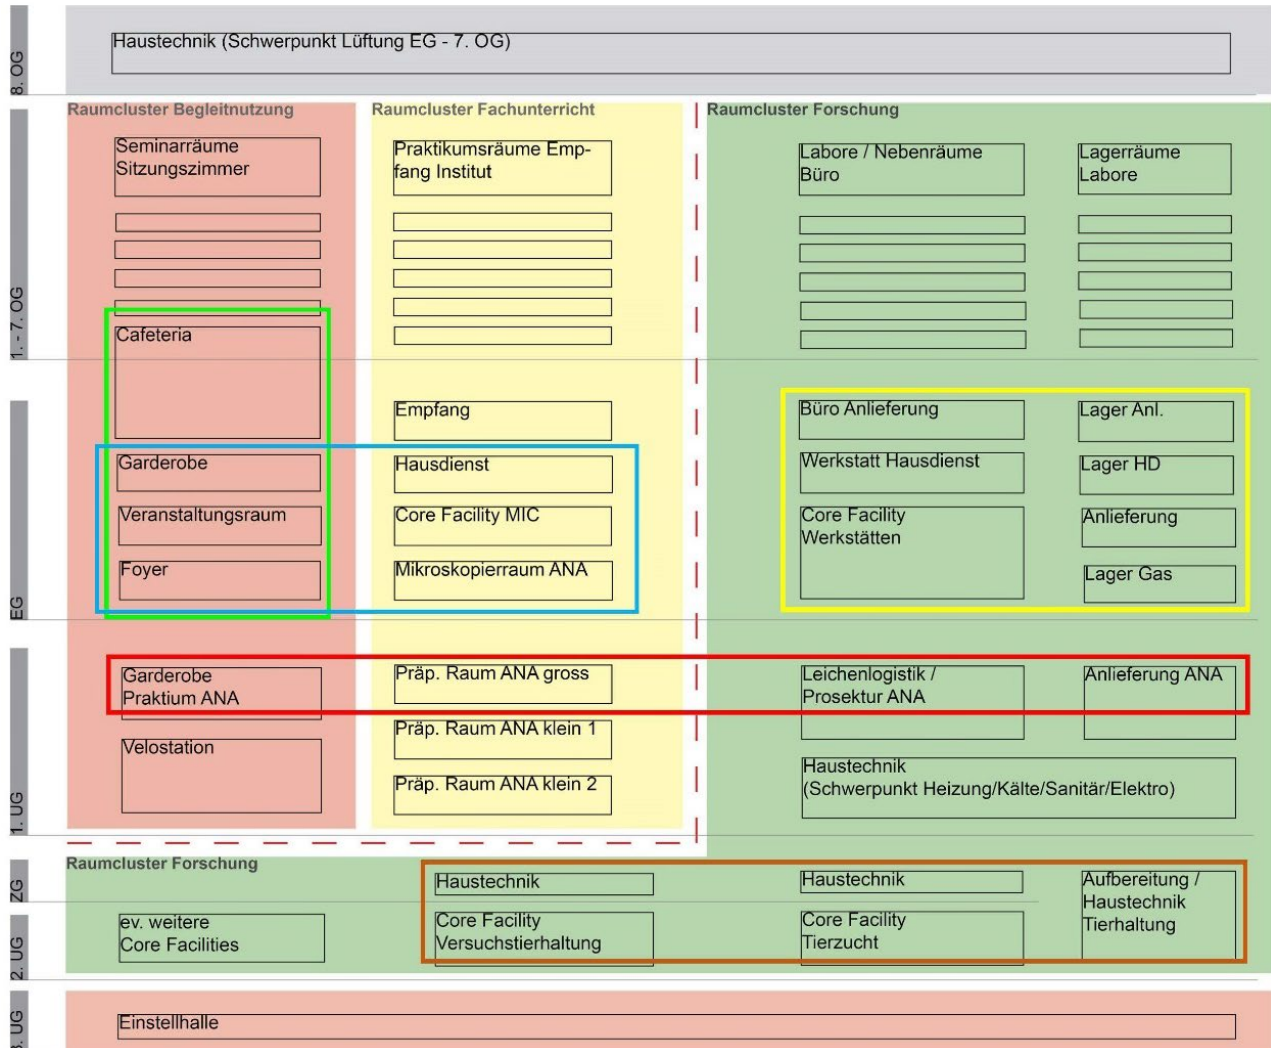 8. OG
Haustechnik (Schwerpunkt Lüftung EG - 7. OG)
1. - 7. OG
Raumcluster Begleitnutzung
Seminarräume
Sitzungszimmer
Cafeteria
Raumcluster Fachunterricht
Praktikumsräume Emp-
fang Institut
Raumcluster Forschung
Labore / Nebenräume
Büro
Lagerräume
Labore
EG
Garderobe
Veranstaltungsraum
Foyer
Empfang
Hausdienst
Core Facility MIC
Mikroskopierraum ANA
Büro Anlieferung
Werkstatt Hausdienst
Core Facility
Werkstätten
Lager Anl.
Lager HD
Anlieferung
Lager Gas
1. UG
Garderobe
Praktium ANA
Velostation
Präp. Raum ANA gross
Präp. Raum ANA klein 1
Präp. Raum ANA klein 2
Leichenlogistik /
Prosektur ANA
Anlieferung ANA
Haustechnik
(Schwerpunkt Heizung/Kälte/Sanitär/Elektro)
Raumcluster Forschung
ZG
Haustechnik
Haustechnik
Aufbereitung /
Haustechnik
Tierhaltung
2. UG
ev. weitere
Core Facilities
Core Facility
Versuchstierhaltung
Core Facility
Tierzucht
UG
Einstellhalle